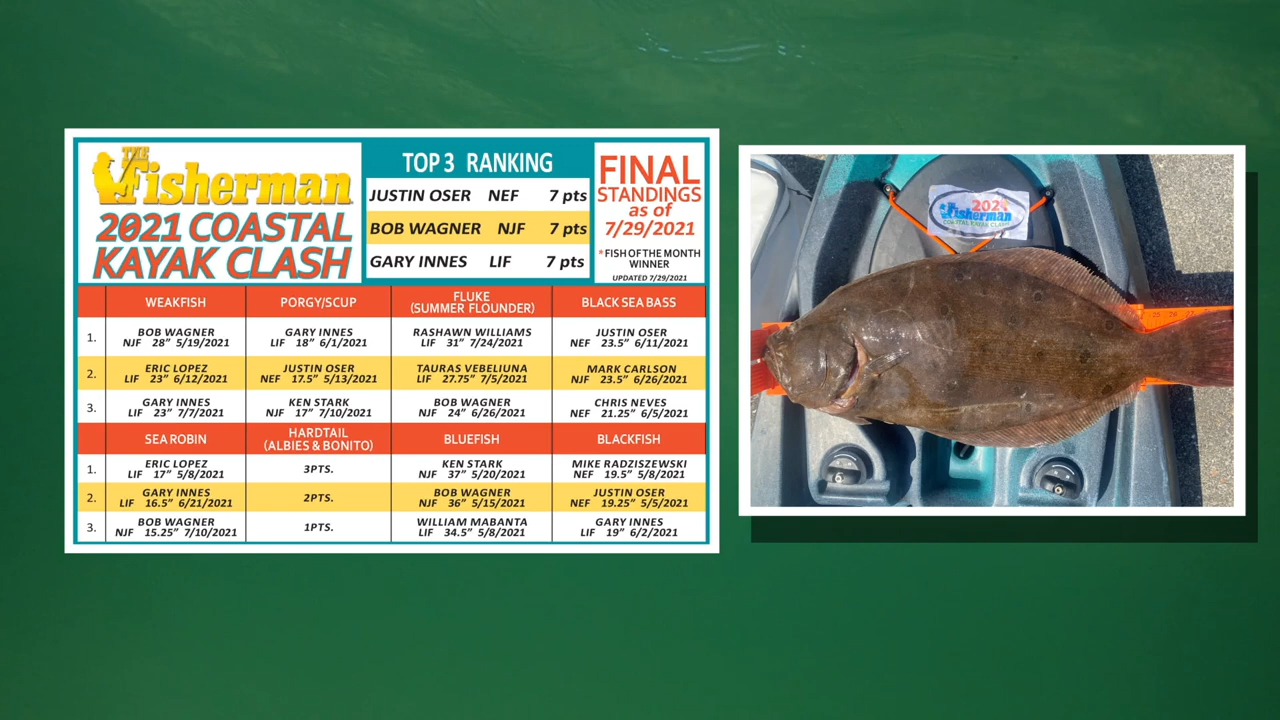 THE
Fisherman
2021 COASTAL
KAYAK CLASH
TOP 3 RANKING
JUSTIN OSER NEF 7 pts
BOB WAGNER NJF 7 pts
GARY INNES LIF 7 pts
FINAL
STANDINGS
as of
7/29/2021
* FISH OF THE MONTH
WINNER
UPDATED 7/29/2021
WEAKFISH PORGY/SCUP FLUKE
(SUMMER FLOUNDER) BLACK SEA BASS
1. BOB WAGNER GARY INNES RASHAWN WILLIAMS JUSTIN OSER
NJF 28" 5/19/2021 LIF 18" 6/1/2021 LIF 31" 7/24/2021 NEF 23.5" 6/11/2021
2. ERIC LOPEZ JUSTIN OSER TAURAS VEBELIUNA MARK CARLSON
LIF 23" 6/12/2021 NEF 17.5" 5/13/2021 LIF 27.75" 7/5/2021 NJF 23.5" 6/26/2021
3. GARY INNES KEN STARK BOB WAGNER CHRIS NEVES
LIF 23" 7/7/2021 NJF 17" 7/10/2021 NJF 24" 6/26/2021 NEF 21.25" 6/5/2021
SEA ROBIN HARDTAIL
(ALBIES & BONITO) BLUEFISH BLACKFISH
1. ERIC LOPEZ 3PTS. KEN STARK MIKE RADZISZEWSKI
LIF 17" 5/8/2021 NJF 37" 5/20/2021 NEF 19.5" 5/8/2021
2. GARY INNES 2PTS. BOB WAGNER JUSTIN OSER
LIF 16.5" 6/21/2021 NJF 36" 5/15/2021 NEF 19.25" 5/5/2021
3. BOB WAGNER 1PTS. WILLIAM MABANTA GARY INNES
NJF 15.25" 7/10/2021 LIF 34.5" 5/8/2021 LIF 19" 6/2/2021
2021
Fisherman
COASTAL KAYAK CLASH